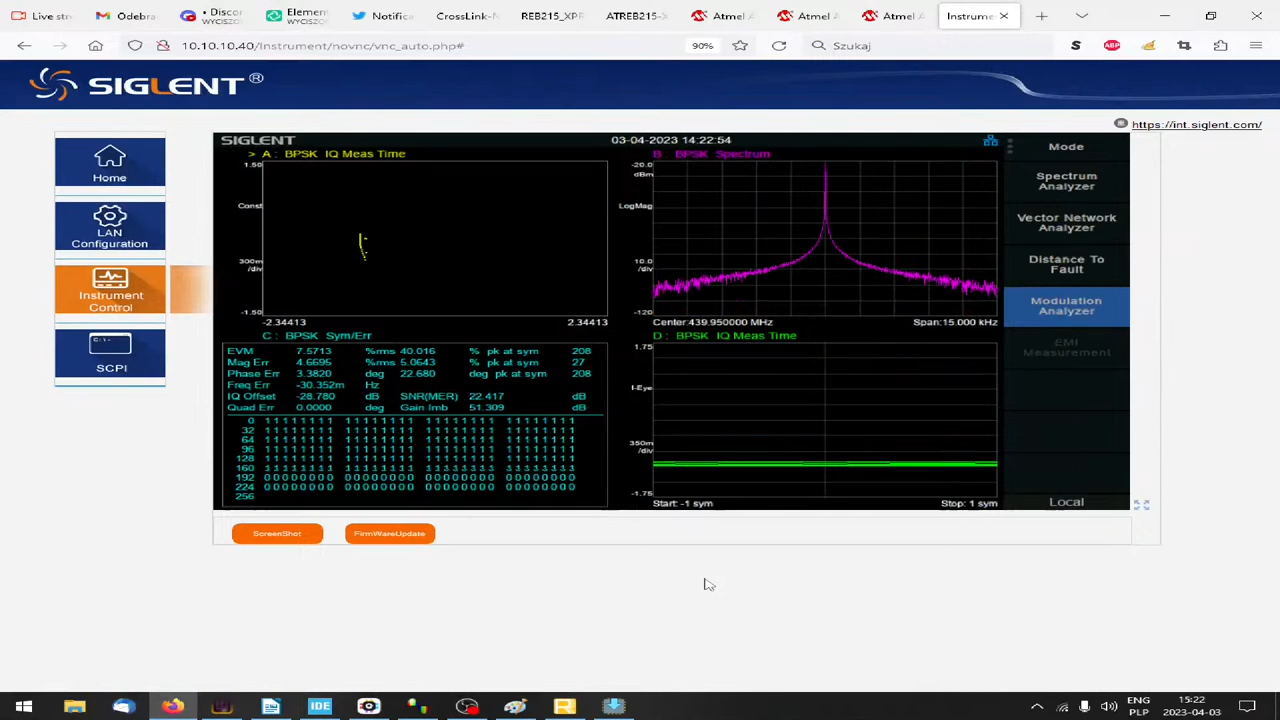 Live stre
Odebra
• Discor
WYCISZO
Element
WYCISZON
Notifica
CrossLink-N
REB215_XPR
ATREB215-X
Atmel A
Atmel A
Atmel A
Instrume
10.10.10.40/Instrument/novnc/vnc_auto.php#
90%
Szukaj
SIGLENT®
https://int.siglent.com/
Home
LAN
Configuration
Instrument
Control
SCPI
SIGLENT
03-04-2023 14:22:54
> A : BPSK IQ Meas Time
1.50
Const
300m
/div
-1.50
-2.34413
2.34413
B : BPSK Spectrum
-20.0
dBm
LogMag
10.0
/div
-120
Center:439.950000 MHz
Span:15.000 kHz
C : BPSK Sym/Err
EVM 7.5713 %rms 40.016 % pk at sym 208
Mag Err 4.6695 %rms 5.0643 % pk at sym 27
Phase Err 3.3820 deg 22.680 deg pk at sym 208
Freq Err -30.352m Hz
IQ Offset -28.780 dB SNR(MER) 22.417 dB
Quad Err 0.0000 deg Gain Imb 51.309 dB
0 11111111 11111111 11111111 11111111
32 11111111 11111111 11111111 11111111
64 11111111 11111111 11111111 11111111
96 11111111 11111111 11111111 11111111
128 11111111 11111111 11111111 11111111
160 11111111 11111111
192 00000000 00000000 00000000 00000000
224 00000000 00000000 00000000 00000000
256
D : BPSK IQ Meas Time
1.75
I-Eye
350m
/div
-1.75
Start: -1 sym
Stop: 1 sym
Mode
Spectrum
Analyzer
Vector Network
Analyzer
Distance To
Fault
Modulation
Analyzer
EMI
Measurement
Local
ScreenShot
FirmWareUpdate
IDE
ENG
PLP
15:22
2023-04-03